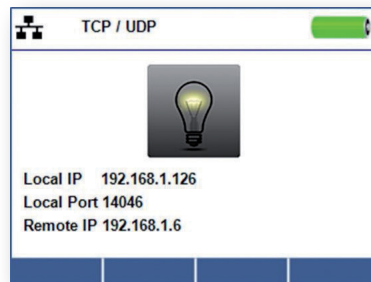 TCP / UDP
Local IP 192.168.1.126
Local Port 14046
Remote IP 192.168.1.6